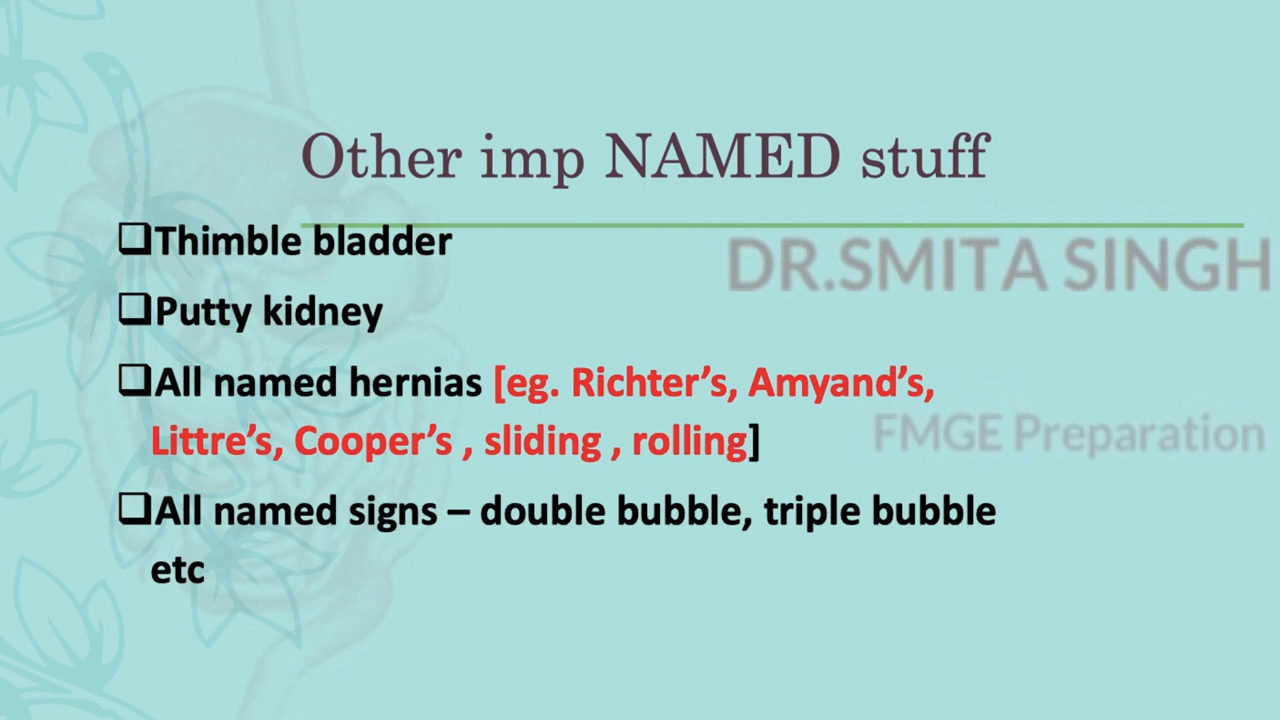 Other imp NAMED stuff
❑Thimble bladder
DR.SMITA SINGH
❑Putty kidney
❑All named hernias [eg. Richter’s, Amyand’s,
Littre’s, Cooper’s , sliding , rolling]
FMGE Preparation
❑All named signs – double bubble, triple bubble
etc